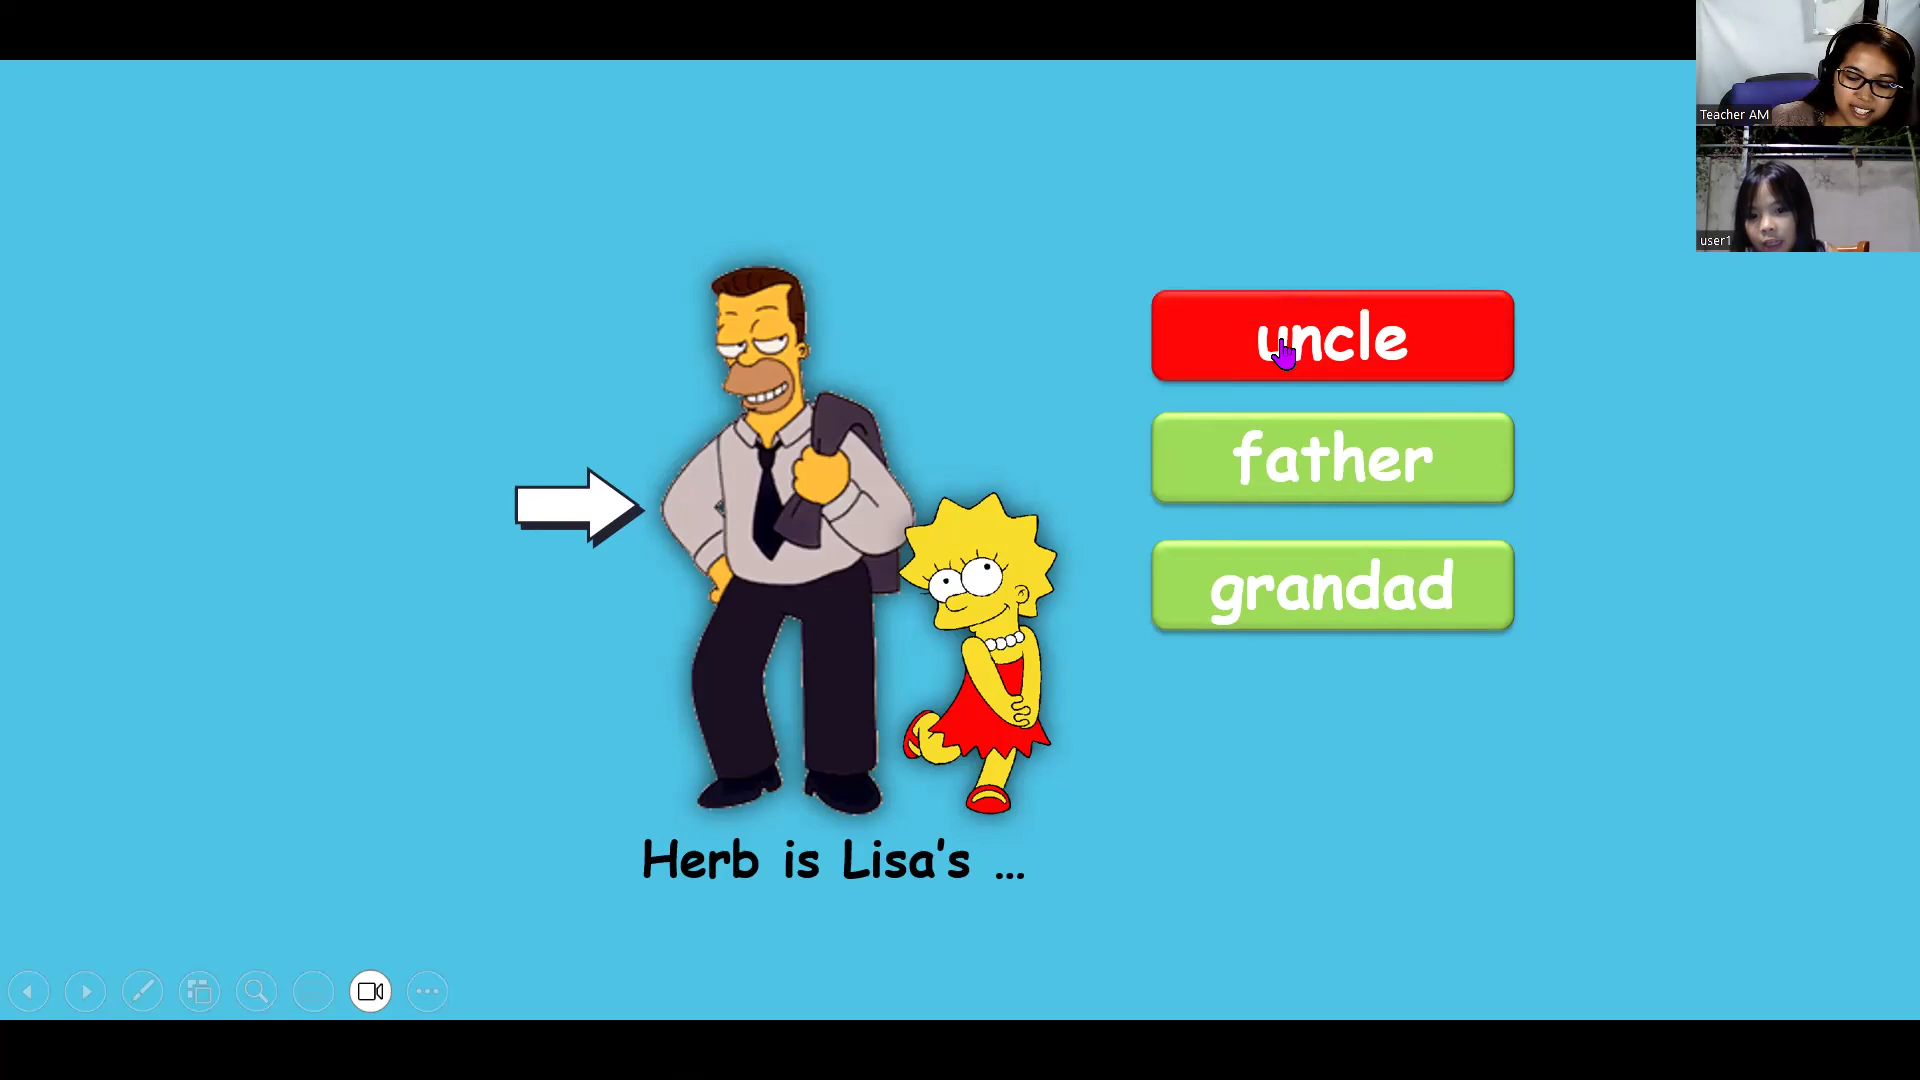 Teacher AM
user1
uncle
father
grandad
Herb is Lisa's ...